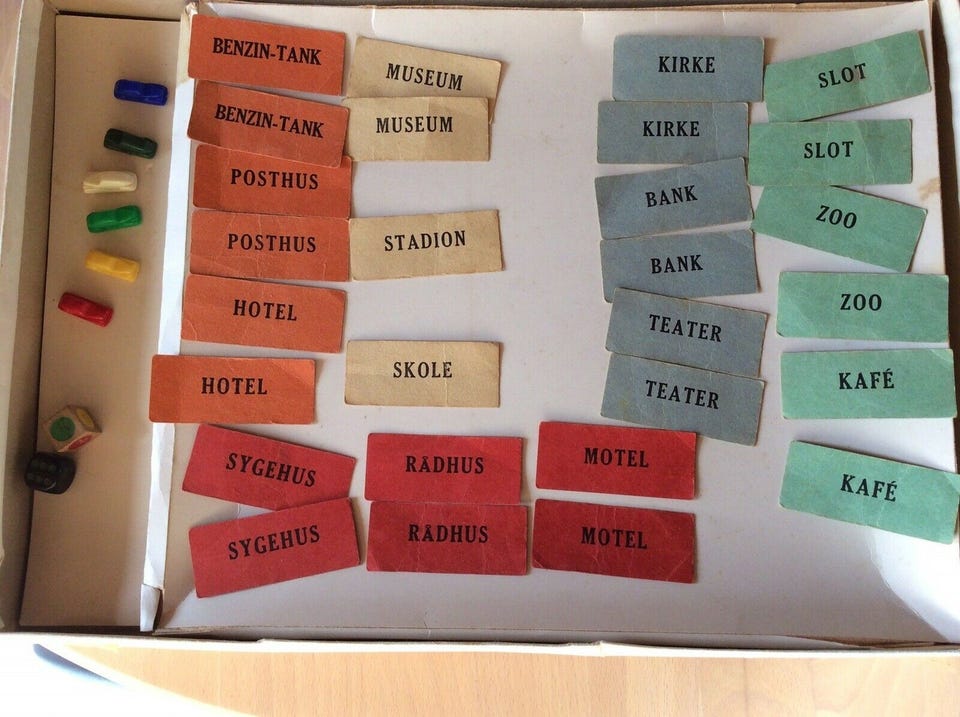 BENZIN-TANK
BENZIN-TANK
POSTHUS
POSTHUS
HOTEL
HOTEL
MUSEUM
MUSEUM
STADION
SKOLE
KIRKE
KIRKE
BANK
BANK
TEATER
TEATER
SLOT
SLOT
ZOO
ZOO
KAFÉ
KAFÉ
SYGEHUS
SYGEHUS
RÅDHUS
RÅDHUS
MOTEL
MOTEL